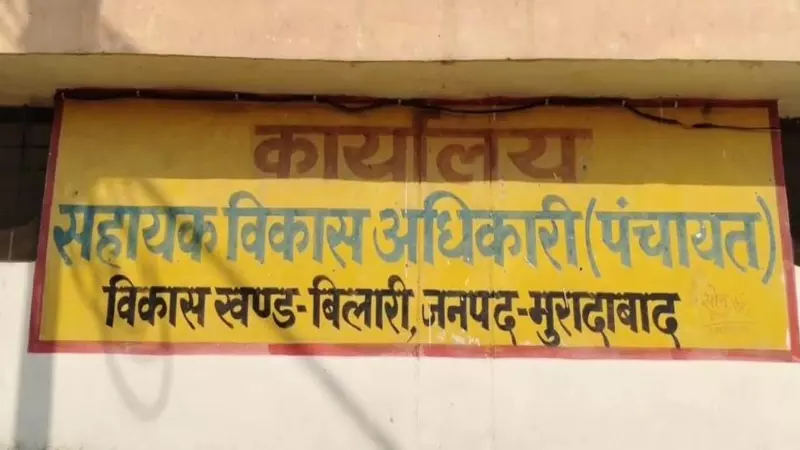 कार्यालय
सहायक विकास अधिकारी (पंचायत)
विकास खण्ड-बिलारी, जनपद-मुरादाबाद